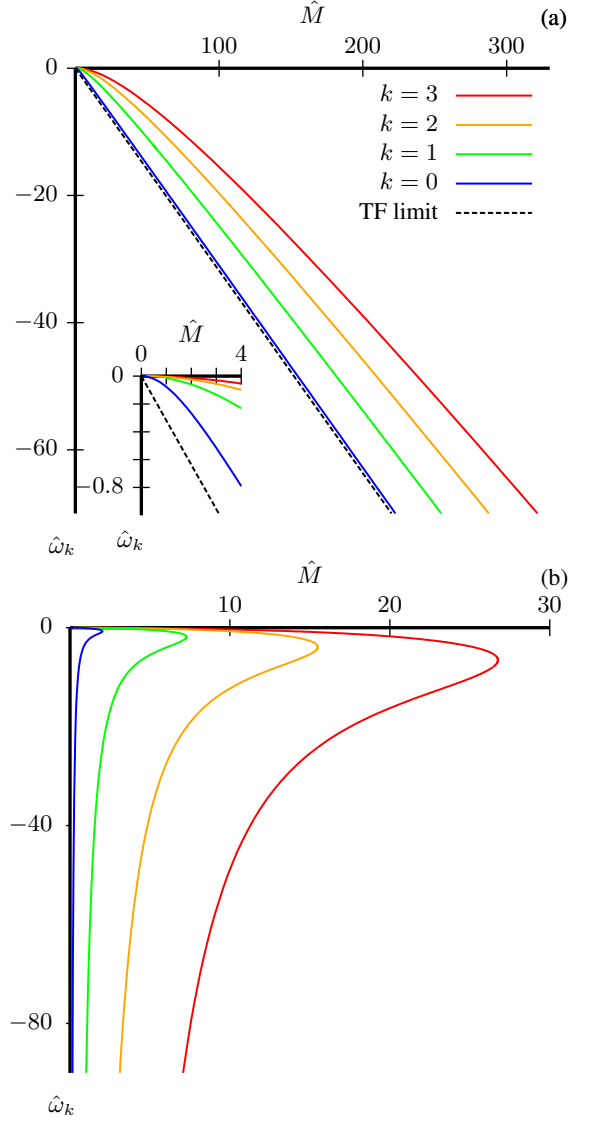 M̂
(a)
100 200 300
0
−20
−40
−60
k = 3
k = 2
k = 1
k = 0
TF limit
M̂
0 4
0
−0.8
ω̂ₖ
ω̂ₖ
M̂
(b)
10 20 30
0
−40
−80
ω̂ₖ